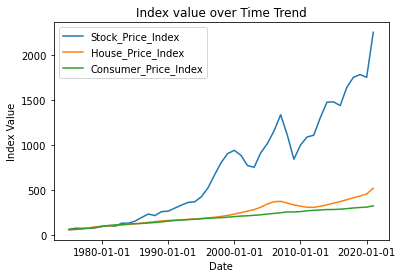 Index value over Time Trend
Stock_Price_Index
House_Price_Index
Consumer_Price_Index
Index Value
2000
1500
1000
500
0
1980-01-01
1990-01-01
2000-01-01
2010-01-01
2020-01-01
Date